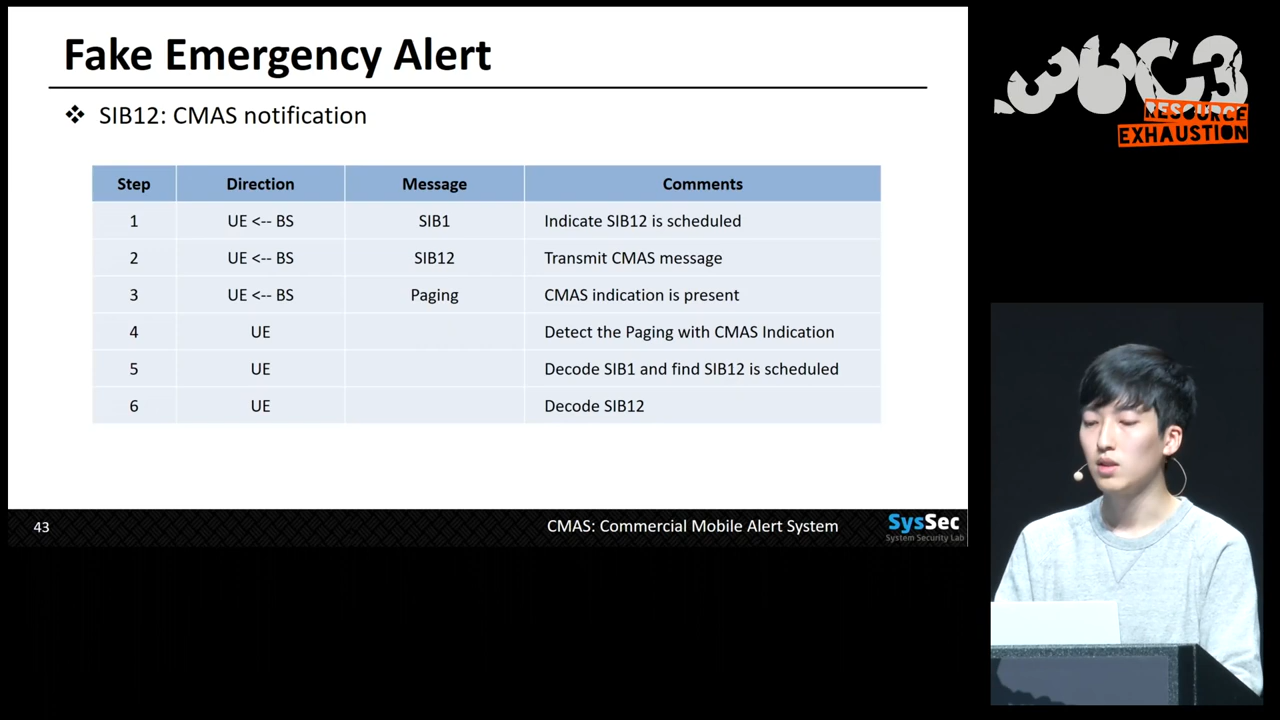 Fake Emergency Alert
❖ SIB12: CMAS notification
Step Direction Message Comments
1 UE <-- BS SIB1 Indicate SIB12 is scheduled
2 UE <-- BS SIB12 Transmit CMAS message
3 UE <-- BS Paging CMAS indication is present
4 UE Detect the Paging with CMAS Indication
5 UE Decode SIB1 and find SIB12 is scheduled
6 UE Decode SIB12
43 CMAS: Commercial Mobile Alert System SysSec
System Security Lab
36C3
RESOURCE
EXHAUSTION